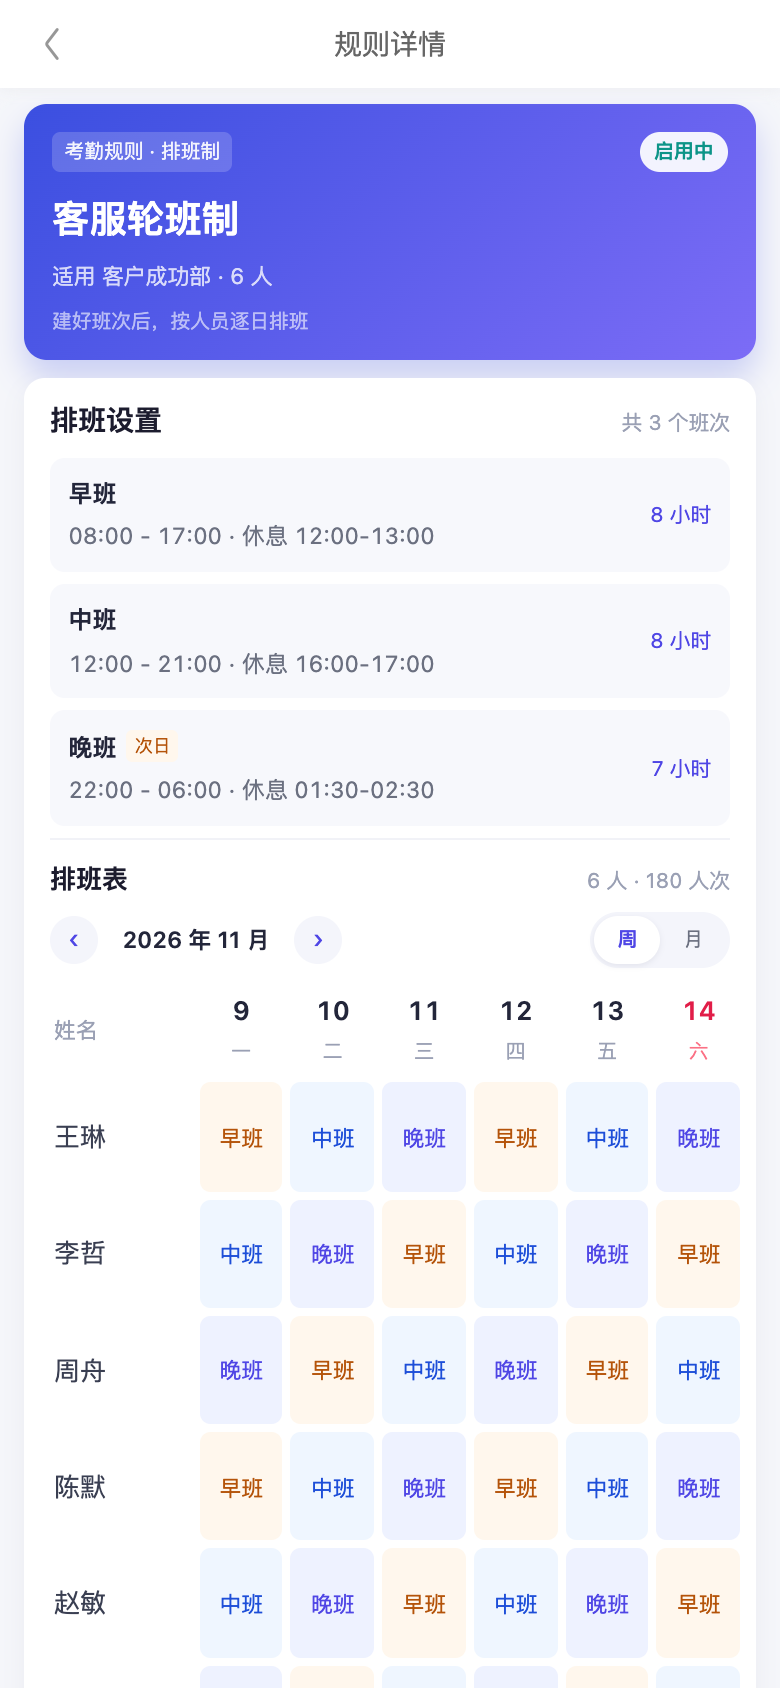 规则详情
考勤规则 · 排班制
启用中
客服轮班制
适用 客户成功部 · 6 人
建好班次后，按人员逐日排班
排班设置
共 3 个班次
早班
08:00 - 17:00 · 休息 12:00-13:00
8 小时
中班
12:00 - 21:00 · 休息 16:00-17:00
8 小时
晚班 次日
22:00 - 06:00 · 休息 01:30-02:30
7 小时
排班表
6 人 · 180 人次
‹ 2026 年 11 月 › 周 月
姓名 9 10 11 12 13 14
一 二 三 四 五 六
王琳 早班 中班 晚班 早班 中班 晚班
李哲 中班 晚班 早班 中班 晚班 早班
周舟 晚班 早班 中班 晚班 早班 中班
陈默 早班 中班 晚班 早班 中班 晚班
赵敏 中班 晚班 早班 中班 晚班 早班